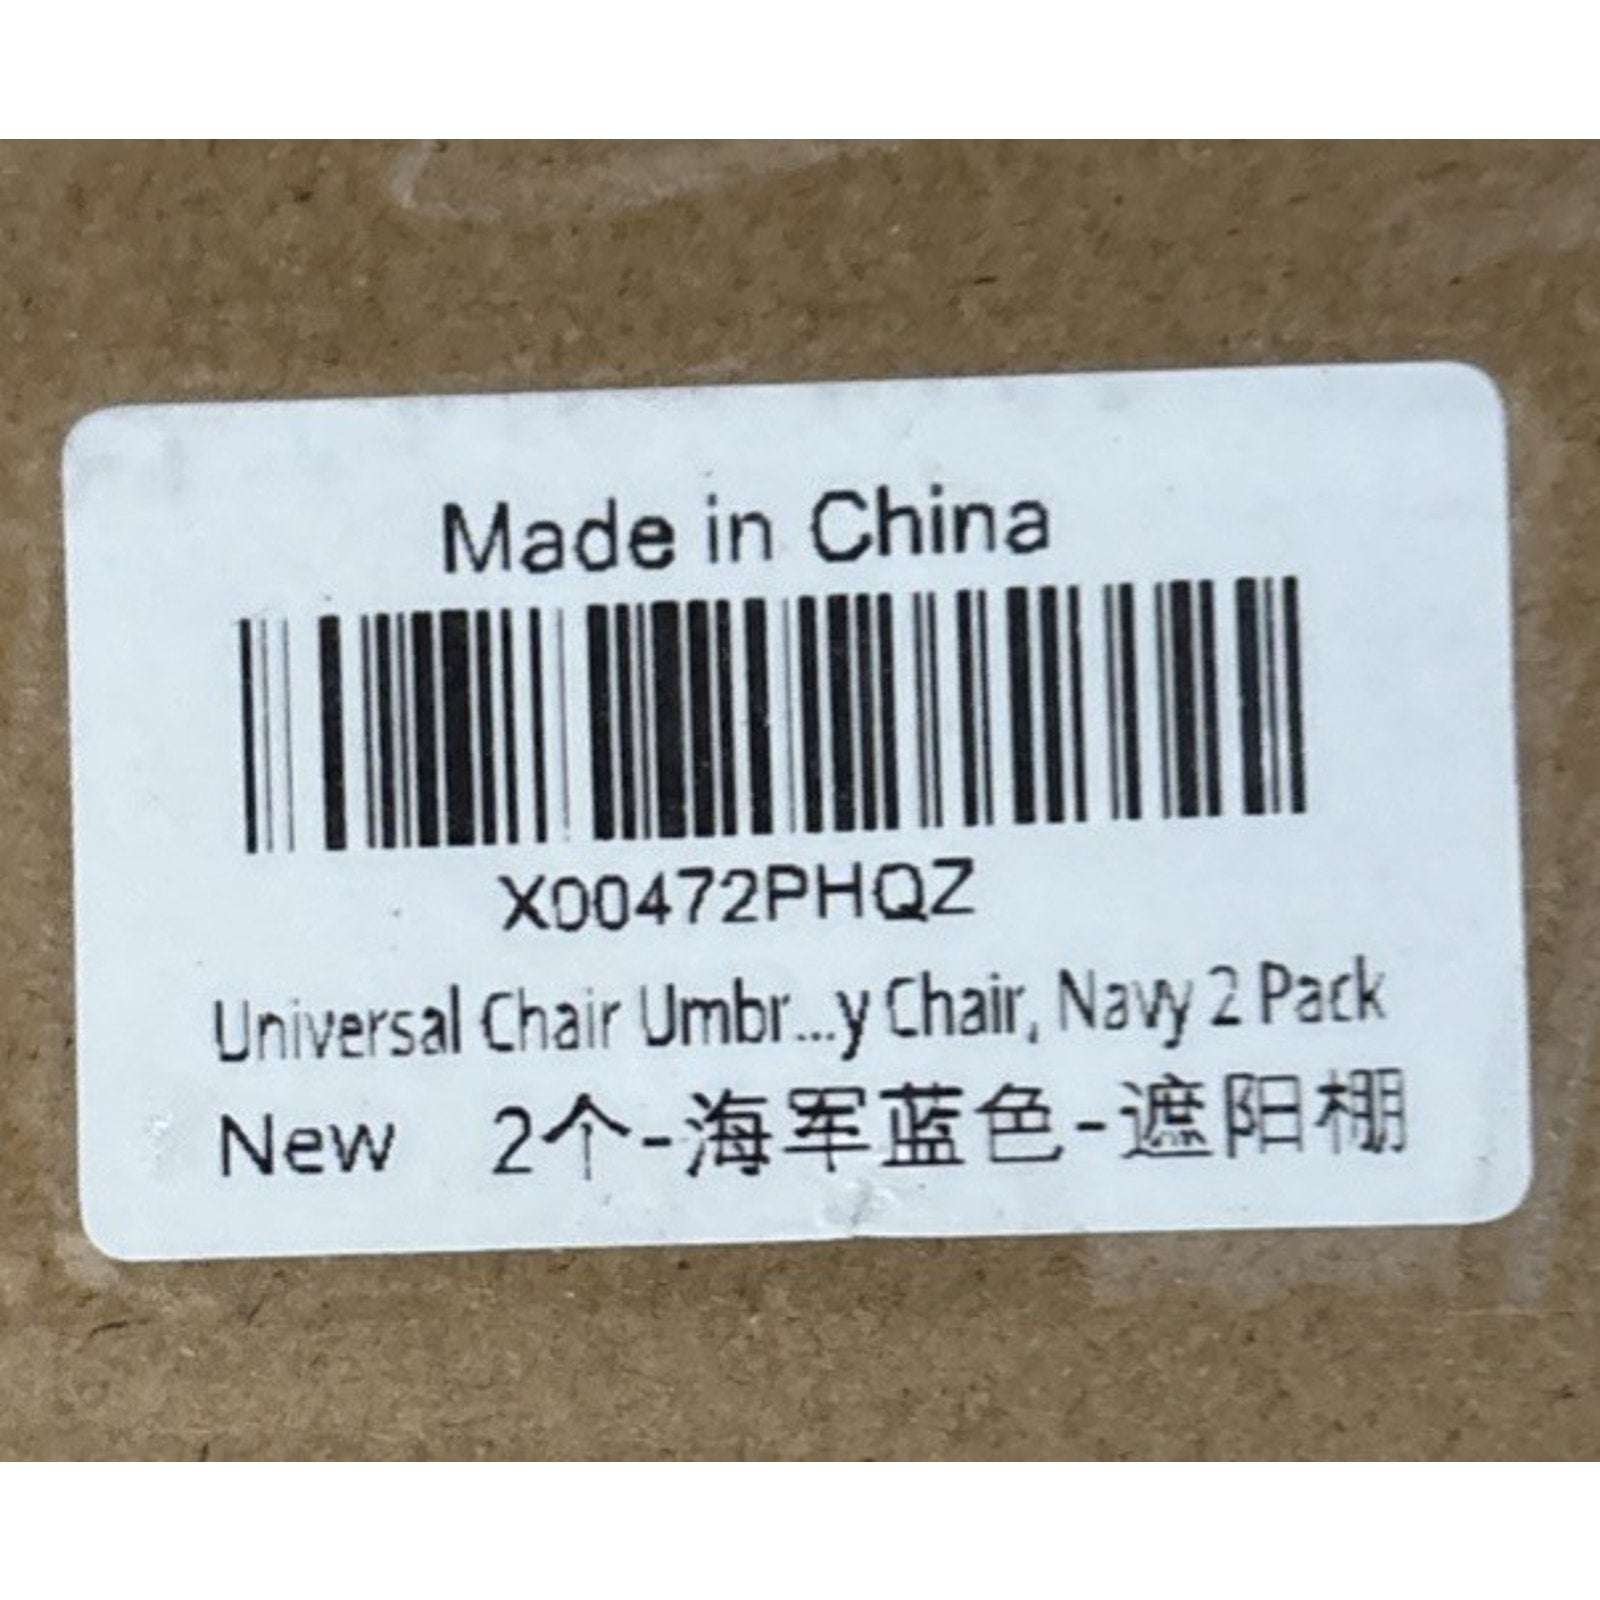 Made in China
X00472PHQZ
Universal Chair Umbr...y Chair, Navy 2 Pack
New 2个-海军蓝色-遮阳棚